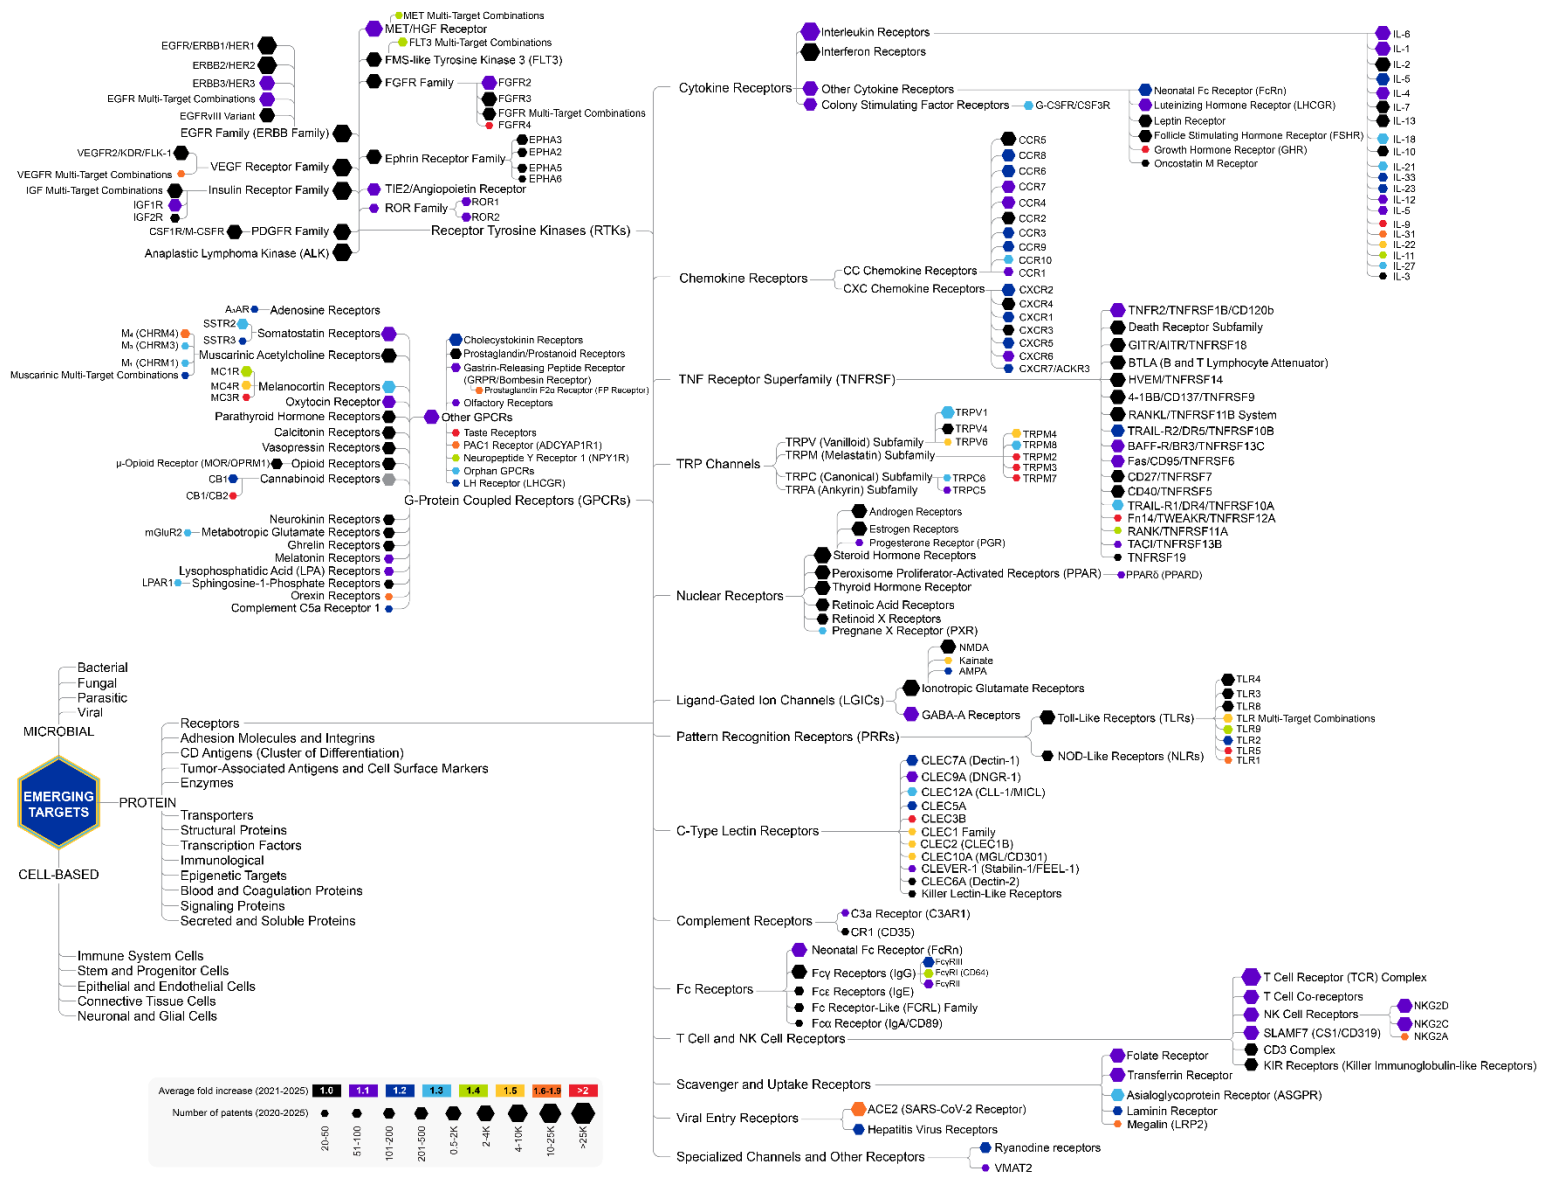 MET Multi-Target Combinations
MET/HGF Receptor
FLT3 Multi-Target Combinations
FMS-like Tyrosine Kinase 3 (FLT3)
EGFR/ERBB1/HER1
ERBB2/HER2
ERBB3/HER3
EGFR Multi-Target Combinations
EGFRvIII Variant
EGFR Family (ERBB Family)
FGFR Family
FGFR2
FGFR3
FGFR Multi-Target Combinations
FGFR4
VEGFR2/KDR/FLK-1
VEGF Receptor Family
VEGFR Multi-Target Combinations
Ephrin Receptor Family
EPHA3
EPHA2
EPHA5
EPHA6
IGF Multi-Target Combinations
Insulin Receptor Family
IGF1R
IGF2R
TIE2/Angiopoietin Receptor
ROR Family
ROR1
ROR2
CSF1R/M-CSFR
PDGFR Family
Anaplastic Lymphoma Kinase (ALK)
Receptor Tyrosine Kinases (RTKs)
A₃AR
Adenosine Receptors
SSTR2
SSTR3
Somatostatin Receptors
M₄ (CHRM4)
M₃ (CHRM3)
M₁ (CHRM1)
Muscarinic Multi-Target Combinations
Muscarinic Acetylcholine Receptors
MC1R
MC4R
MC3R
Melanocortin Receptors
Oxytocin Receptor
Parathyroid Hormone Receptors
Calcitonin Receptors
Vasopressin Receptors
μ-Opioid Receptor (MOR/OPRM1)
Opioid Receptors
CB1
CB1/CB2
Cannabinoid Receptors
G-Protein Coupled Receptors (GPCRs)
Neurokinin Receptors
mGluR2
Metabotropic Glutamate Receptors
Ghrelin Receptors
Melatonin Receptors
Lysophosphatidic Acid (LPA) Receptors
LPAR1
Sphingosine-1-Phosphate Receptors
Orexin Receptors
Complement C5a Receptor 1
Cholecystokinin Receptors
Prostaglandin/Prostanoid Receptors
Gastrin-Releasing Peptide Receptor
(GRPR/Bombesin Receptor)
Prostaglandin F2α Receptor (FP Receptor)
Olfactory Receptors
Other GPCRs
Taste Receptors
PAC1 Receptor (ADCYAP1R1)
Neuropeptide Y Receptor 1 (NPY1R)
Orphan GPCRs
LH Receptor (LHCGR)
Bacterial
Fungal
Parasitic
Viral
MICROBIAL
EMERGING
TARGETS
PROTEIN
CELL-BASED
Receptors
Adhesion Molecules and Integrins
CD Antigens (Cluster of Differentiation)
Tumor-Associated Antigens and Cell Surface Markers
Enzymes
Transporters
Structural Proteins
Transcription Factors
Immunological
Epigenetic Targets
Blood and Coagulation Proteins
Signaling Proteins
Secreted and Soluble Proteins
Immune System Cells
Stem and Progenitor Cells
Epithelial and Endothelial Cells
Connective Tissue Cells
Neuronal and Glial Cells
Average fold increase (2021-2025)
1.0
1.1
1.2
1.3
1.4
1.5
1.6-1.9
>2
Number of patents (2020-2025)
20-50
51-100
101-200
201-500
0.5-2K
2-4K
4-10K
10-25K
>25K
Cytokine Receptors
Interleukin Receptors
Interferon Receptors
Other Cytokine Receptors
Colony Stimulating Factor Receptors
G-CSFR/CSF3R
Neonatal Fc Receptor (FcRn)
Luteinizing Hormone Receptor (LHCGR)
Leptin Receptor
Follicle Stimulating Hormone Receptor (FSHR)
Growth Hormone Receptor (GHR)
Oncostatin M Receptor
IL-6
IL-1
IL-2
IL-5
IL-4
IL-7
IL-13
IL-18
IL-10
IL-21
IL-33
IL-23
IL-12
IL-5
IL-9
IL-31
IL-22
IL-11
IL-27
IL-3
Chemokine Receptors
CC Chemokine Receptors
CCR5
CCR8
CCR6
CCR7
CCR4
CCR2
CCR3
CCR9
CCR10
CCR1
CXC Chemokine Receptors
CXCR2
CXCR4
CXCR1
CXCR3
CXCR5
CXCR6
CXCR7/ACKR3
TNF Receptor Superfamily (TNFRSF)
TNFR2/TNFRSF1B/CD120b
Death Receptor Subfamily
GITR/AITR/TNFRSF18
BTLA (B and T Lymphocyte Attenuator)
HVEM/TNFRSF14
4-1BB/CD137/TNFRSF9
RANKL/TNFRSF11B System
TRAIL-R2/DR5/TNFRSF10B
BAFF-R/BR3/TNFRSF13C
Fas/CD95/TNFRSF6
CD27/TNFRSF7
CD40/TNFRSF5
TRAIL-R1/DR4/TNFRSF10A
Fn14/TWEAKR/TNFRSF12A
RANK/TNFRSF11A
TACI/TNFRSF13B
TNFRSF19
TRP Channels
TRPV (Vanilloid) Subfamily
TRPV1
TRPV4
TRPV6
TRPM (Melastatin) Subfamily
TRPM4
TRPM8
TRPM2
TRPM3
TRPM7
TRPC (Canonical) Subfamily
TRPC6
TRPC5
TRPA (Ankyrin) Subfamily
Nuclear Receptors
Androgen Receptors
Estrogen Receptors
Progesterone Receptor (PGR)
Steroid Hormone Receptors
Peroxisome Proliferator-Activated Receptors (PPAR)
PPARδ (PPARD)
Thyroid Hormone Receptor
Retinoic Acid Receptors
Retinoid X Receptors
Pregnane X Receptor (PXR)
Ligand-Gated Ion Channels (LGICs)
NMDA
Kainate
AMPA
Ionotropic Glutamate Receptors
GABA-A Receptors
Pattern Recognition Receptors (PRRs)
Toll-Like Receptors (TLRs)
TLR4
TLR3
TLR8
TLR Multi-Target Combinations
TLR9
TLR2
TLR5
TLR1
NOD-Like Receptors (NLRs)
C-Type Lectin Receptors
CLEC7A (Dectin-1)
CLEC9A (DNGR-1)
CLEC12A (CLL-1/MICL)
CLEC5A
CLEC3B
CLEC1 Family
CLEC2 (CLEC1B)
CLEC10A (MGL/CD301)
CLEVER-1 (Stabilin-1/FEEL-1)
CLEC6A (Dectin-2)
Killer Lectin-Like Receptors
Complement Receptors
C3a Receptor (C3AR1)
CR1 (CD35)
Fc Receptors
Neonatal Fc Receptor (FcRn)
Fcγ Receptors (IgG)
FcγRIII
FcγRI (CD64)
FcγRII
Fcε Receptors (IgE)
Fc Receptor-Like (FCRL) Family
Fcα Receptor (IgA/CD89)
T Cell and NK Cell Receptors
T Cell Receptor (TCR) Complex
T Cell Co-receptors
NK Cell Receptors
NKG2D
NKG2C
NKG2A
SLAMF7 (CS1/CD319)
CD3 Complex
KIR Receptors (Killer Immunoglobulin-like Receptors)
Scavenger and Uptake Receptors
Folate Receptor
Transferrin Receptor
Asialoglycoprotein Receptor (ASGPR)
Laminin Receptor
Megalin (LRP2)
Viral Entry Receptors
ACE2 (SARS-CoV-2 Receptor)
Hepatitis Virus Receptors
Specialized Channels and Other Receptors
Ryanodine receptors
VMAT2